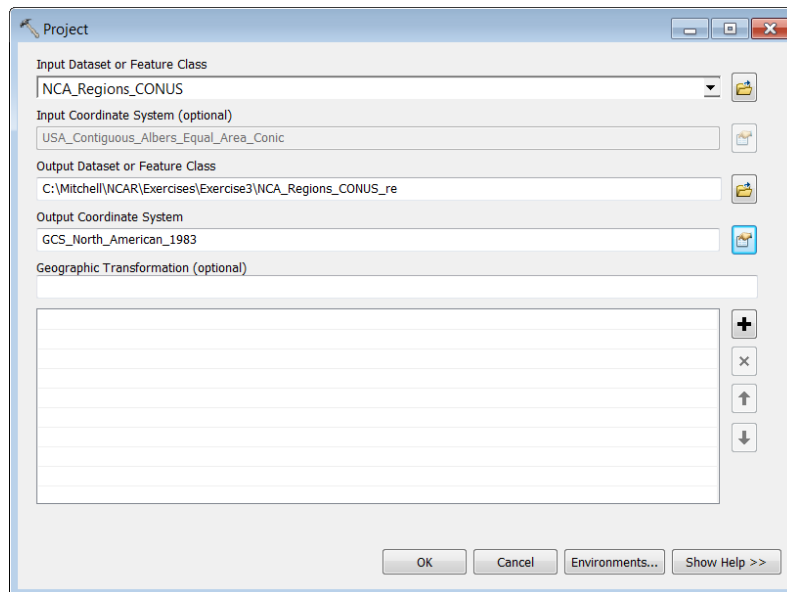 Project
Input Dataset or Feature Class
NCA_Regions_CONUS
Input Coordinate System (optional)
USA_Contiguous_Albers_Equal_Area_Conic
Output Dataset or Feature Class
C:\Mitchell\NCAR\Exercises\Exercise3\NCA_Regions_CONUS_re
Output Coordinate System
GCS_North_American_1983
Geographic Transformation (optional)
OK Cancel Environments... Show Help >>